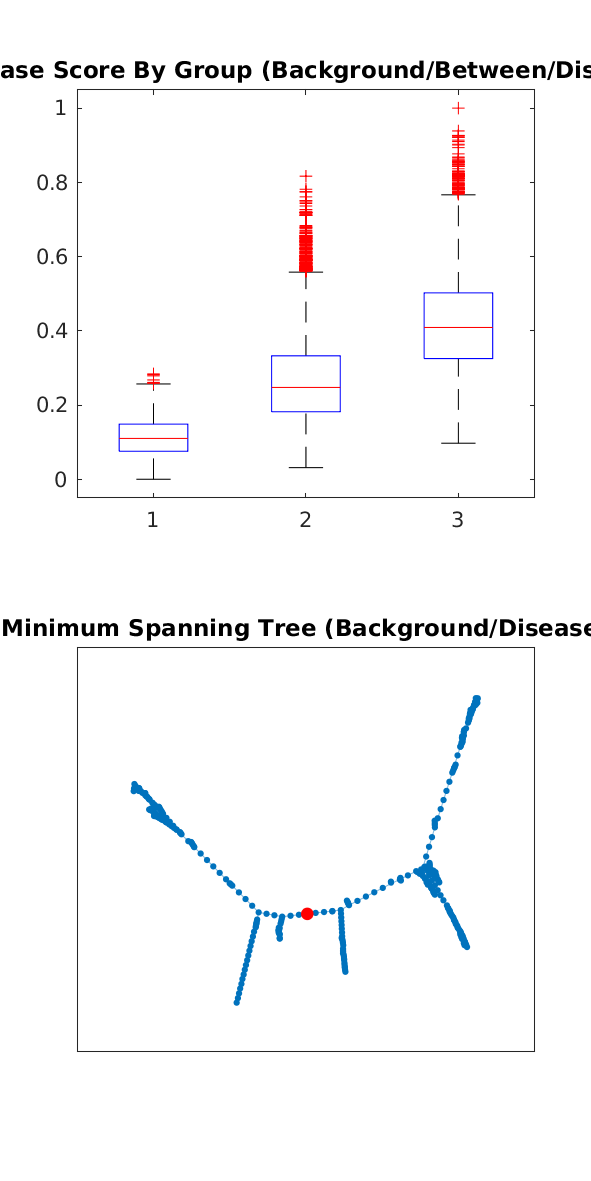 ase Score By Group (Background/Between/Dis
1
0.8
0.6
0.4
0.2
0
1 2 3
Minimum Spanning Tree (Background/Disease